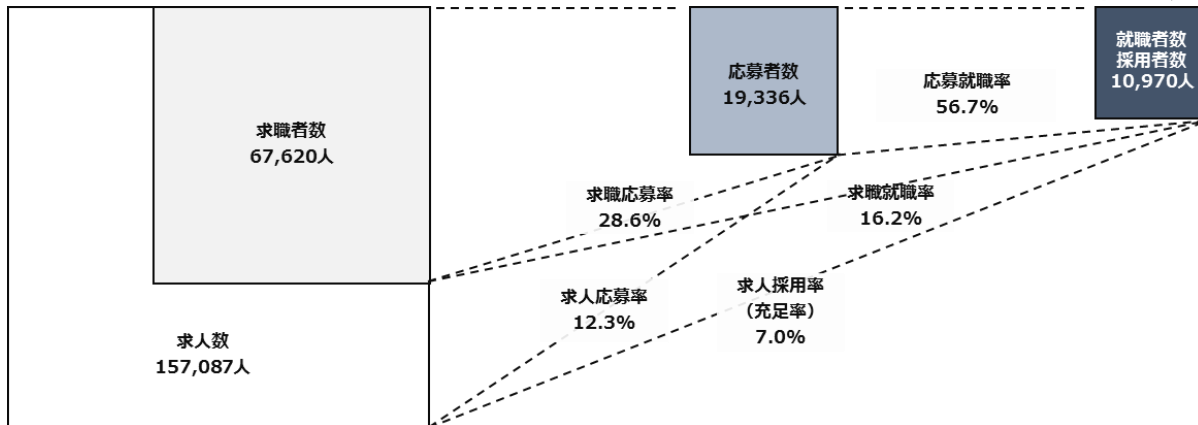 求職者数
67,620人
求人数
157,087人
応募者数
19,336人
応募就職率
56.7%
就職者数
採用者数
10,970人
求職応募率
28.6%
求職就職率
16.2%
求人応募率
12.3%
求人採用率
（充足率）
7.0%